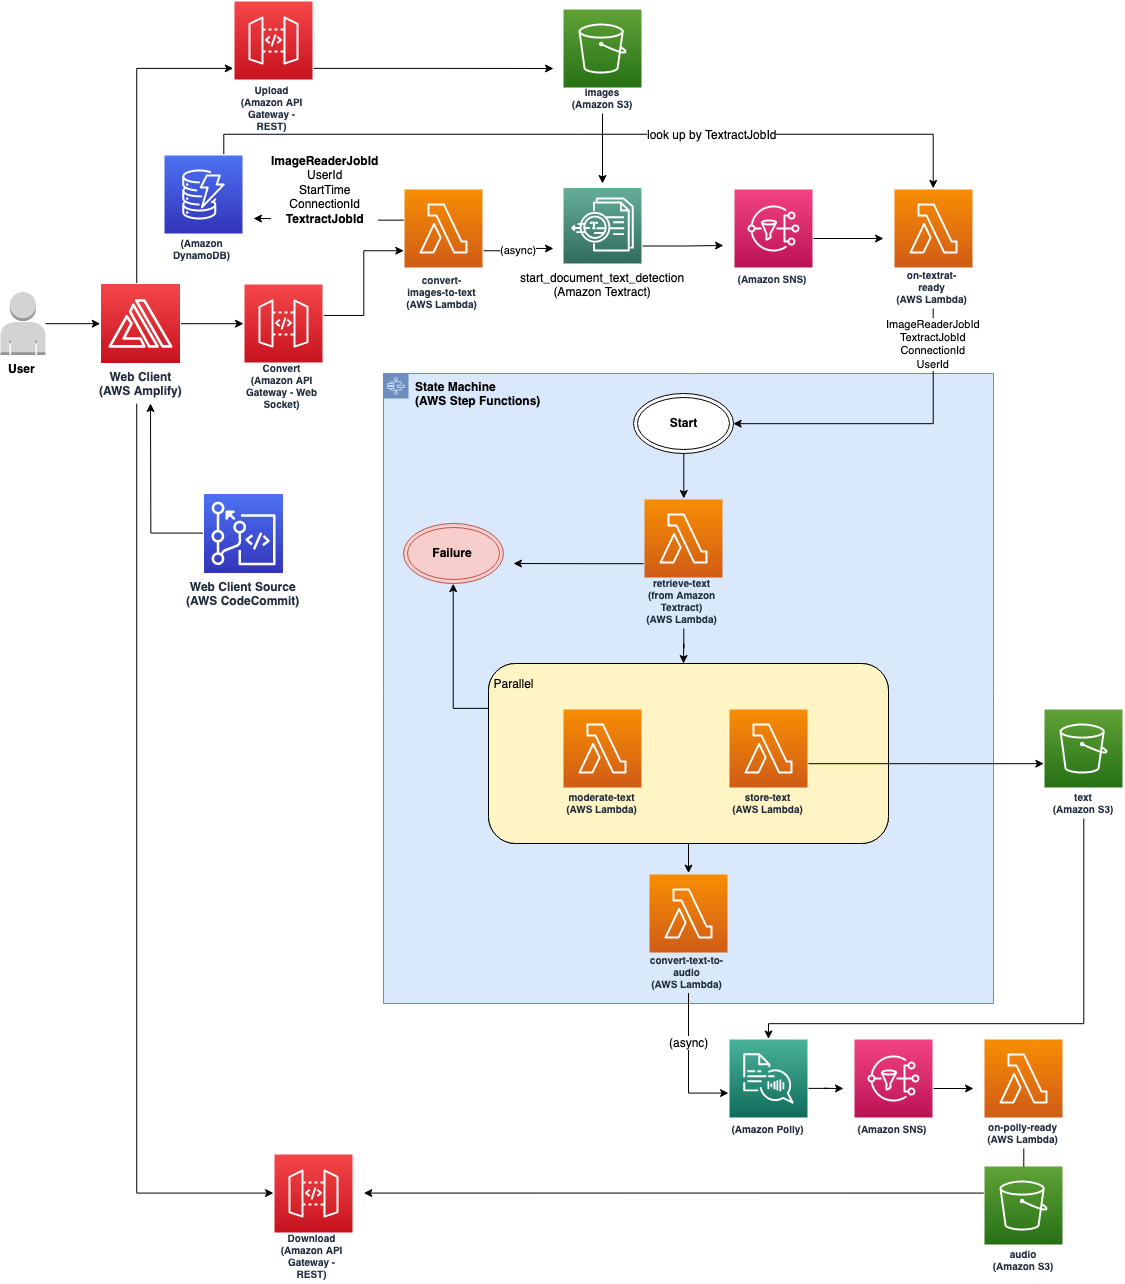 Upload
(Amazon API
Gateway -
REST)
images
(Amazon S3)
look up by TextractJobId
ImageReaderJobId
UserId
StartTime
ConnectionId
TextractJobId
(Amazon
DynamoDB)
convert-
images-to-text
(AWS Lambda)
(async)
start_document_text_detection
(Amazon Textract)
(Amazon SNS)
on-textrat-
ready
(AWS Lambda)
ImageReaderJobId
TextractJobId
ConnectionId
UserId
User
Web Client
(AWS Amplify)
Convert
(Amazon API
Gateway - Web
Socket)
State Machine
(AWS Step Functions)
Start
Web Client Source
(AWS CodeCommit)
Failure
retrieve-text
(from Amazon
Textract)
(AWS Lambda)
Parallel
moderate-text
(AWS Lambda)
store-text
(AWS Lambda)
text
(Amazon S3)
convert-text-to-
audio
(AWS Lambda)
(async)
(Amazon Polly)
(Amazon SNS)
on-polly-ready
(AWS Lambda)
Download
(Amazon API
Gateway -
REST)
audio
(Amazon S3)